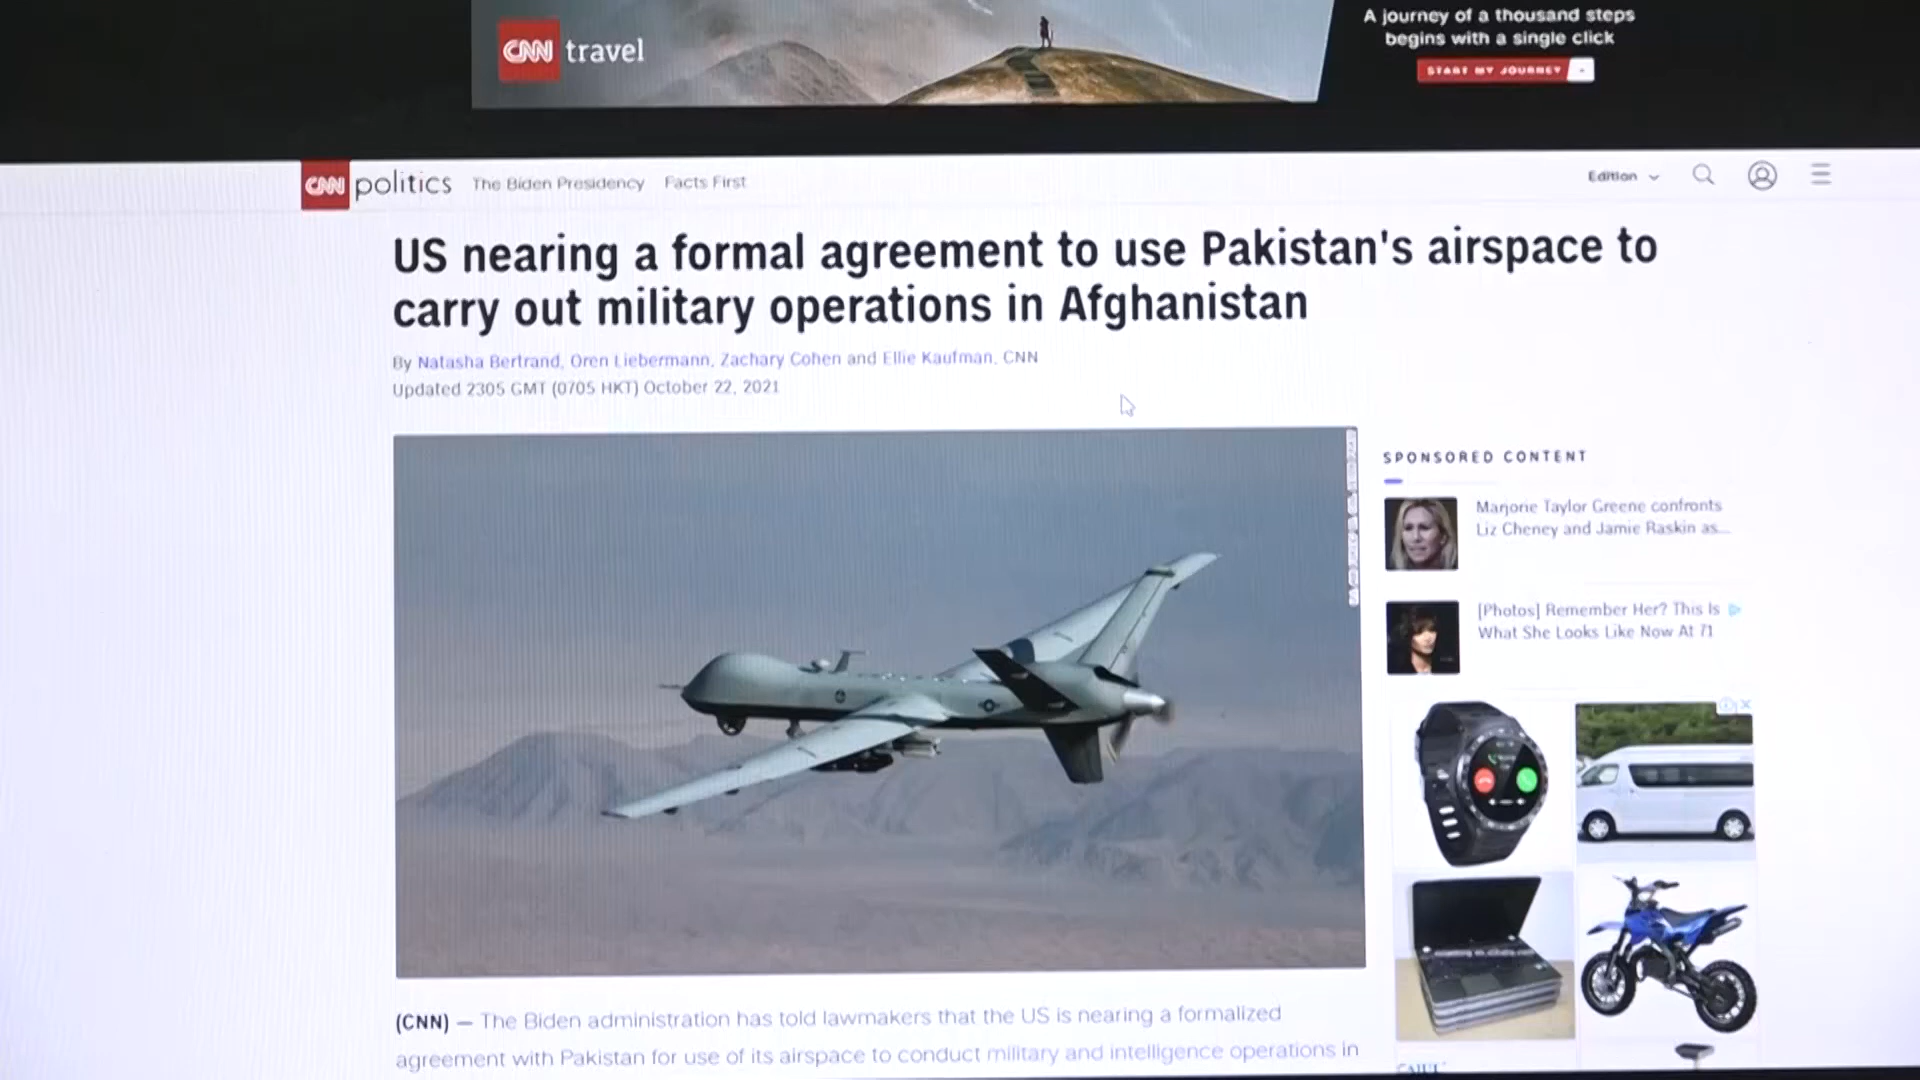 CNN travel
A journey of a thousand steps
begins with a single click
START MY JOURNEY
CNN politics The Biden Presidency Facts First
Edition
US nearing a formal agreement to use Pakistan's airspace to
carry out military operations in Afghanistan
By Natasha Bertrand, Oren Liebermann, Zachary Cohen and Ellie Kaufman, CNN
Updated 2305 GMT (0705 HKT) October 22, 2021
SPONSORED CONTENT
Marjorie Taylor Greene confronts
Liz Cheney and Jamie Raskin as...
[Photos] Remember Her? This Is
What She Looks Like Now At 71
(CNN) — The Biden administration has told lawmakers that the US is nearing a formalized
agreement with Pakistan for use of its airspace to conduct military and intelligence operations in